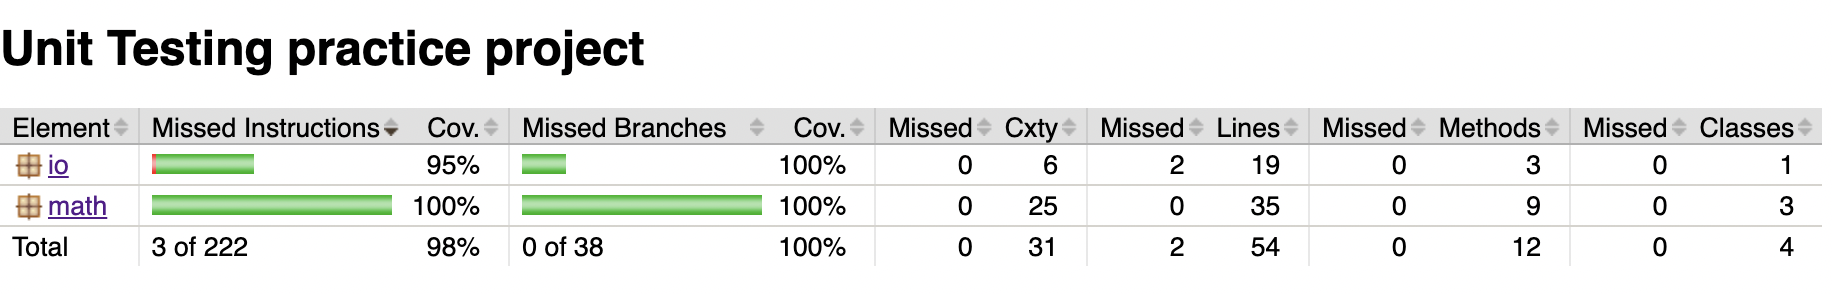 Unit Testing practice project
Element Missed Instructions Cov. Missed Branches Cov. Missed Cxty Missed Lines Missed Methods Missed Classes
io 95% 100% 0 6 2 19 0 3 0 1
math 100% 100% 0 25 0 35 0 9 0 3
Total 3 of 222 98% 0 of 38 100% 0 31 2 54 0 12 0 4